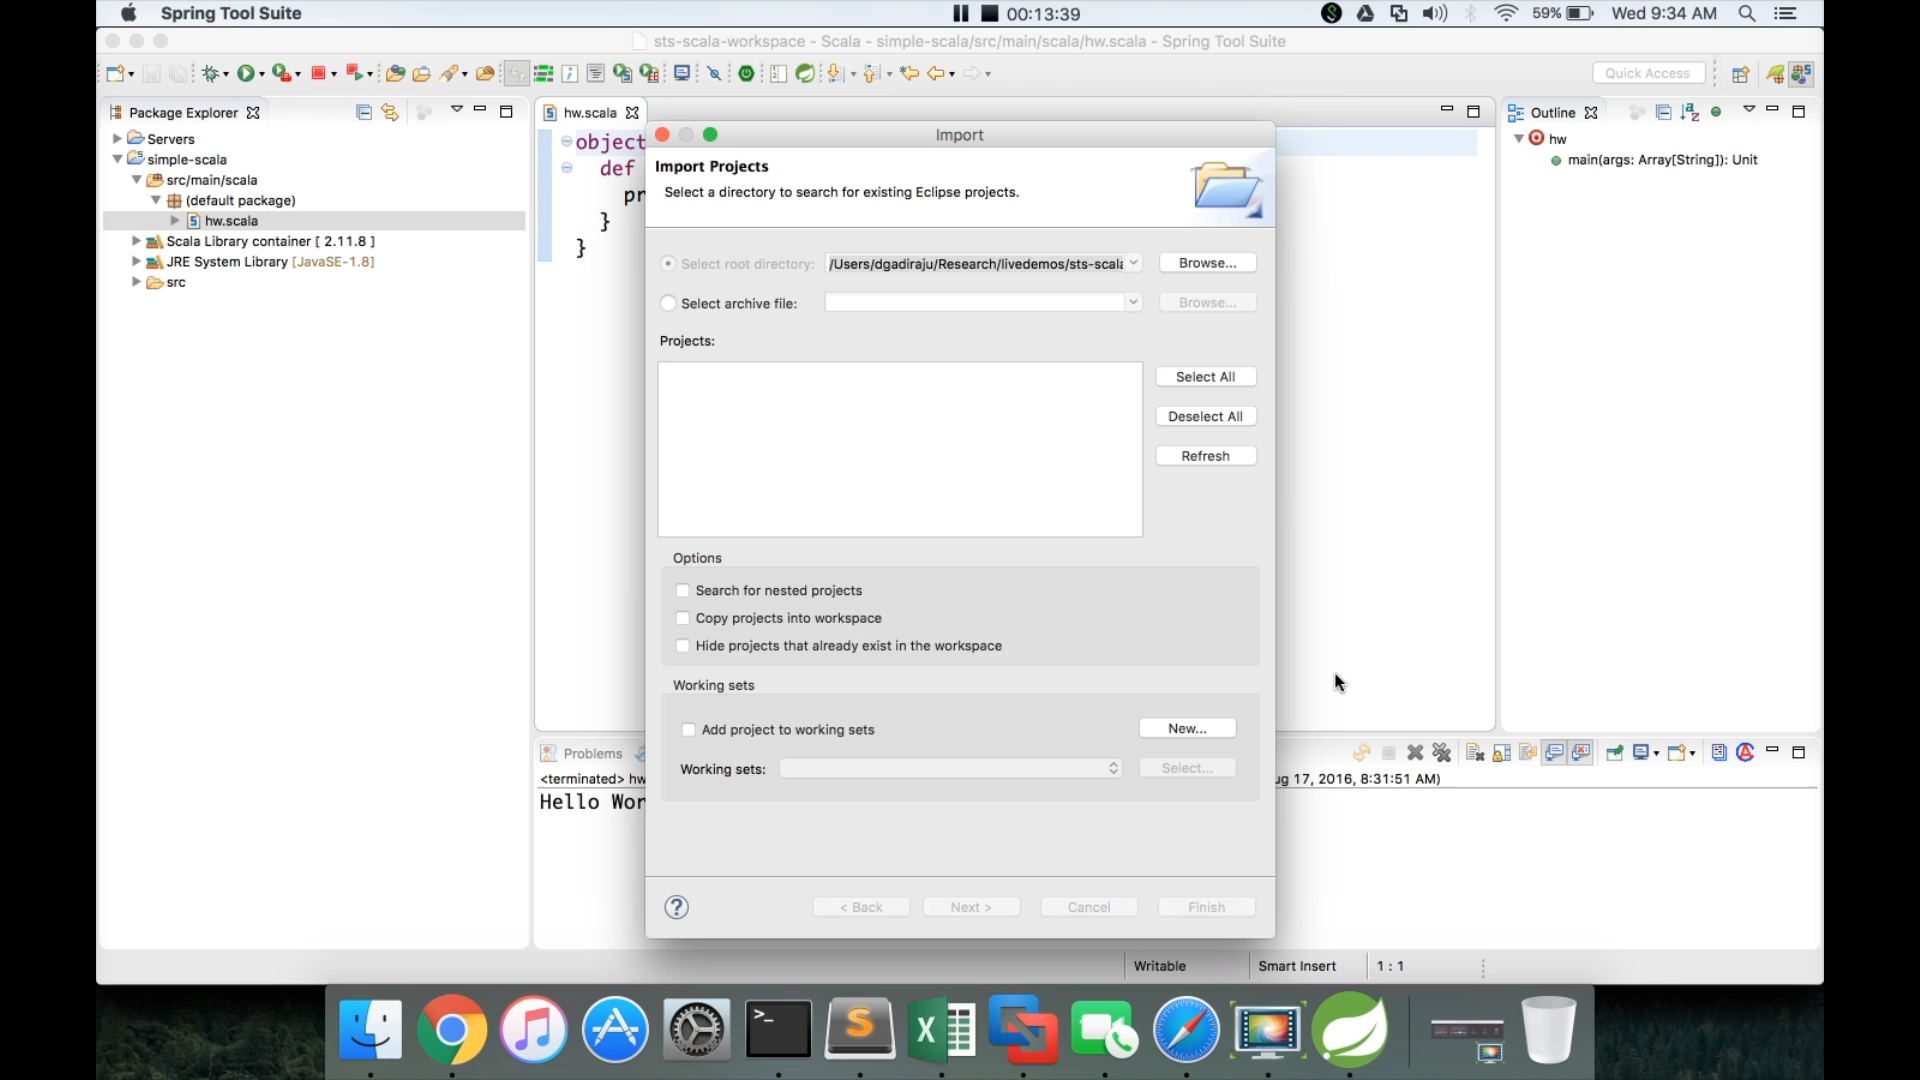 Spring Tool Suite
00:13:39
59%
Wed 9:34 AM
sts-scala-workspace - Scala - simple-scala/src/main/scala/hw.scala - Spring Tool Suite
Quick Access
Package Explorer
Servers
simple-scala
src/main/scala
(default package)
hw.scala
Scala Library container [ 2.11.8 ]
JRE System Library [JavaSE-1.8]
src
hw.scala
object
def
pr
}
}
Import
Import Projects
Select a directory to search for existing Eclipse projects.
Select root directory:
/Users/dgadiraju/Research/livedemos/sts-scala
Browse...
Select archive file:
Browse...
Projects:
Select All
Deselect All
Refresh
Options
Search for nested projects
Copy projects into workspace
Hide projects that already exist in the workspace
Working sets
Add project to working sets
New...
Working sets:
Select...
?
< Back
Next >
Cancel
Finish
Outline
hw
main(args: Array[String]): Unit
Problems
<terminated> hw
ug 17, 2016, 8:31:51 AM)
Hello Wor
Writable
Smart Insert
1 : 1